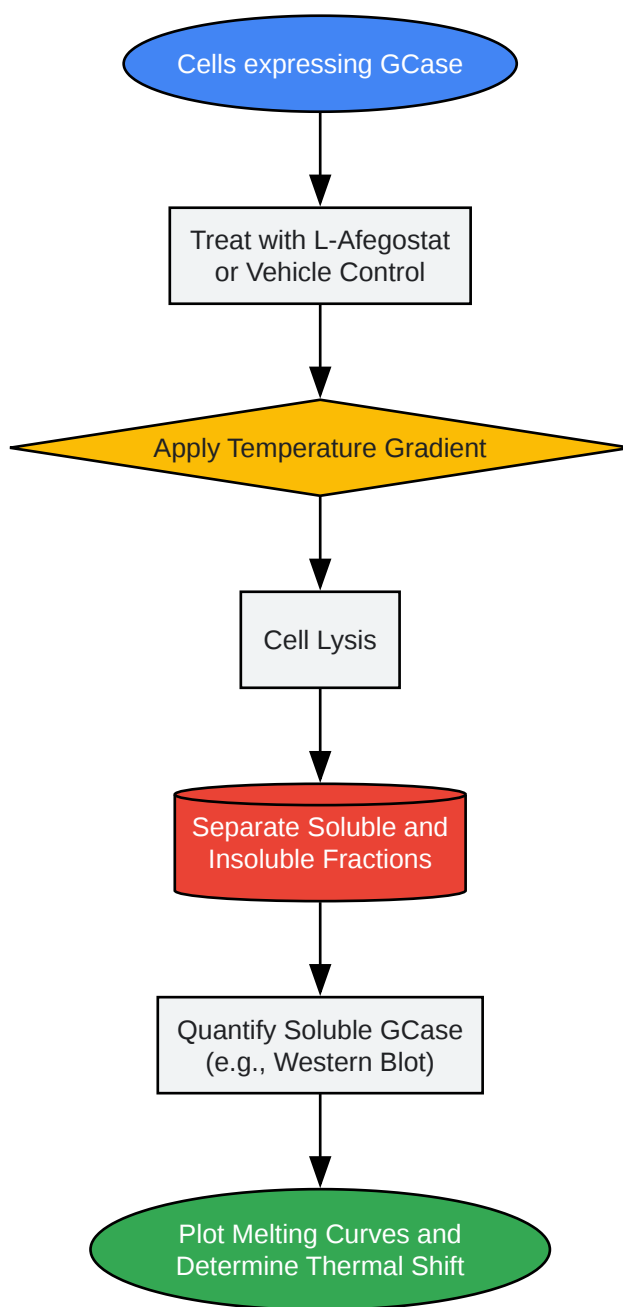 Cells expressing GCase
Treat with L-Afegostat
or Vehicle Control
Apply Temperature Gradient
Cell Lysis
Separate Soluble and
Insoluble Fractions
Quantify Soluble GCase
(e.g., Western Blot)
Plot Melting Curves and
Determine Thermal Shift